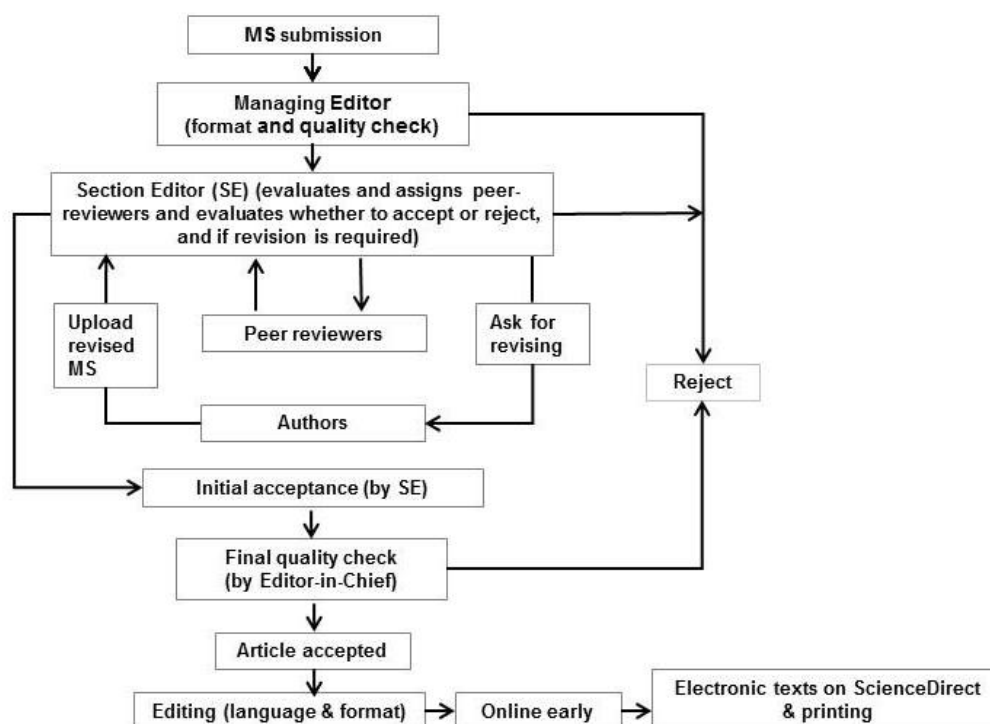 MS submission
Managing Editor
(format and quality check)
Section Editor (SE) (evaluates and assigns peer-
reviewers and evaluates whether to accept or reject,
and if revision is required)
Upload
revised
MS
Peer reviewers
Ask for
revising
Reject
Authors
Initial acceptance (by SE)
Final quality check
(by Editor-in-Chief)
Article accepted
Editing (language & format)
Online early
Electronic texts on ScienceDirect
& printing